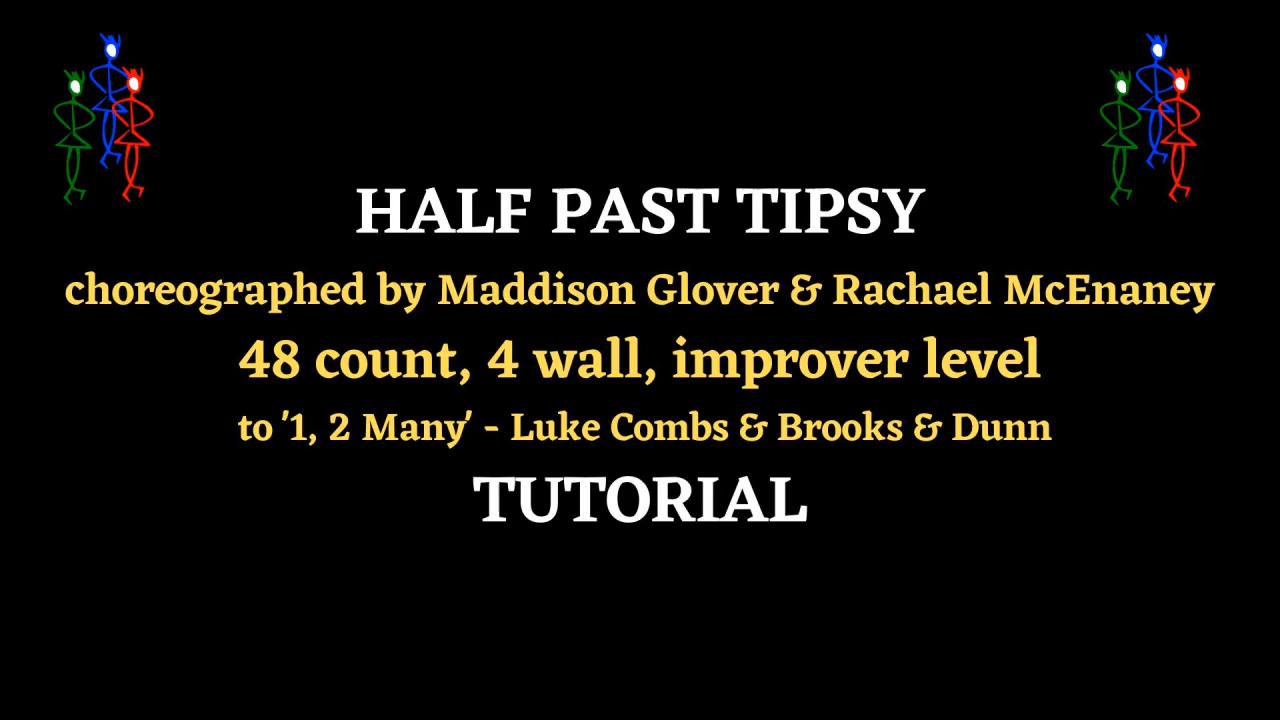 HALF PAST TIPSY
choreographed by Maddison Glover & Rachael McEnaney
48 count, 4 wall, improver level
to '1, 2 Many' - Luke Combs & Brooks & Dunn
TUTORIAL